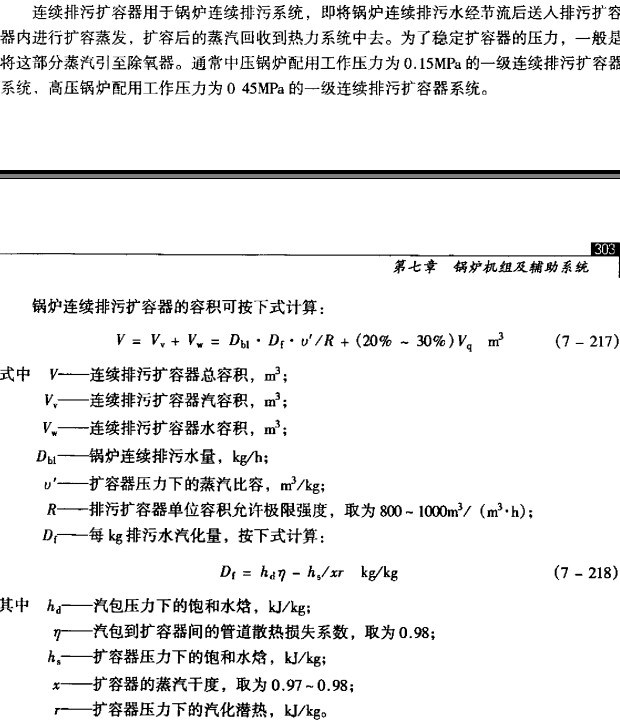 连续排污扩容器用于锅炉连续排污系统，即将锅炉连续排污水经节流后送人排污扩容
器内进行扩容蒸发，扩容后的蒸汽回收到热力系统中去。为了稳定扩容器的压力，一般是
将这部分蒸汽引至除氧器。通常中压锅炉配用工作压力为0.15MPa的一级连续排污扩容器
系统，高压锅炉配用工作压力为0 45MPa的一级连续排污扩容器系统。
303
第七章 锅炉机组及辅助系统
锅炉连续排污扩容器的容积可按下式计算：
V = Vᵥ + V_w = D_bl · D_f · υ′/R + (20% ~ 30%)V_q m³ (7 - 217)
式中 V——连续排污扩容器总容积，m³；
Vᵥ——连续排污扩容器汽容积，m³；
V_w——连续排污扩容器水容积，m³；
D_bl——锅炉连续排污水量，kg/h；
υ′——扩容器压力下的蒸汽比容，m³/kg；
R——排污扩容器单位容积允许极限强度，取为800~1000m³/（m³·h）；
D_f——每kg排污水汽化量，按下式计算：
D_f = h_dη - h_s/xr kg/kg (7 - 218)
其中 h_d——汽包压力下的饱和水焓，kJ/kg；
η——汽包到扩容器间的管道散热损失系数，取为0.98；
h_s——扩容器压力下的饱和水焓，kJ/kg；
x——扩容器的蒸汽干度，取为0.97~0.98；
r——扩容器压力下的汽化潜热，kJ/kg。